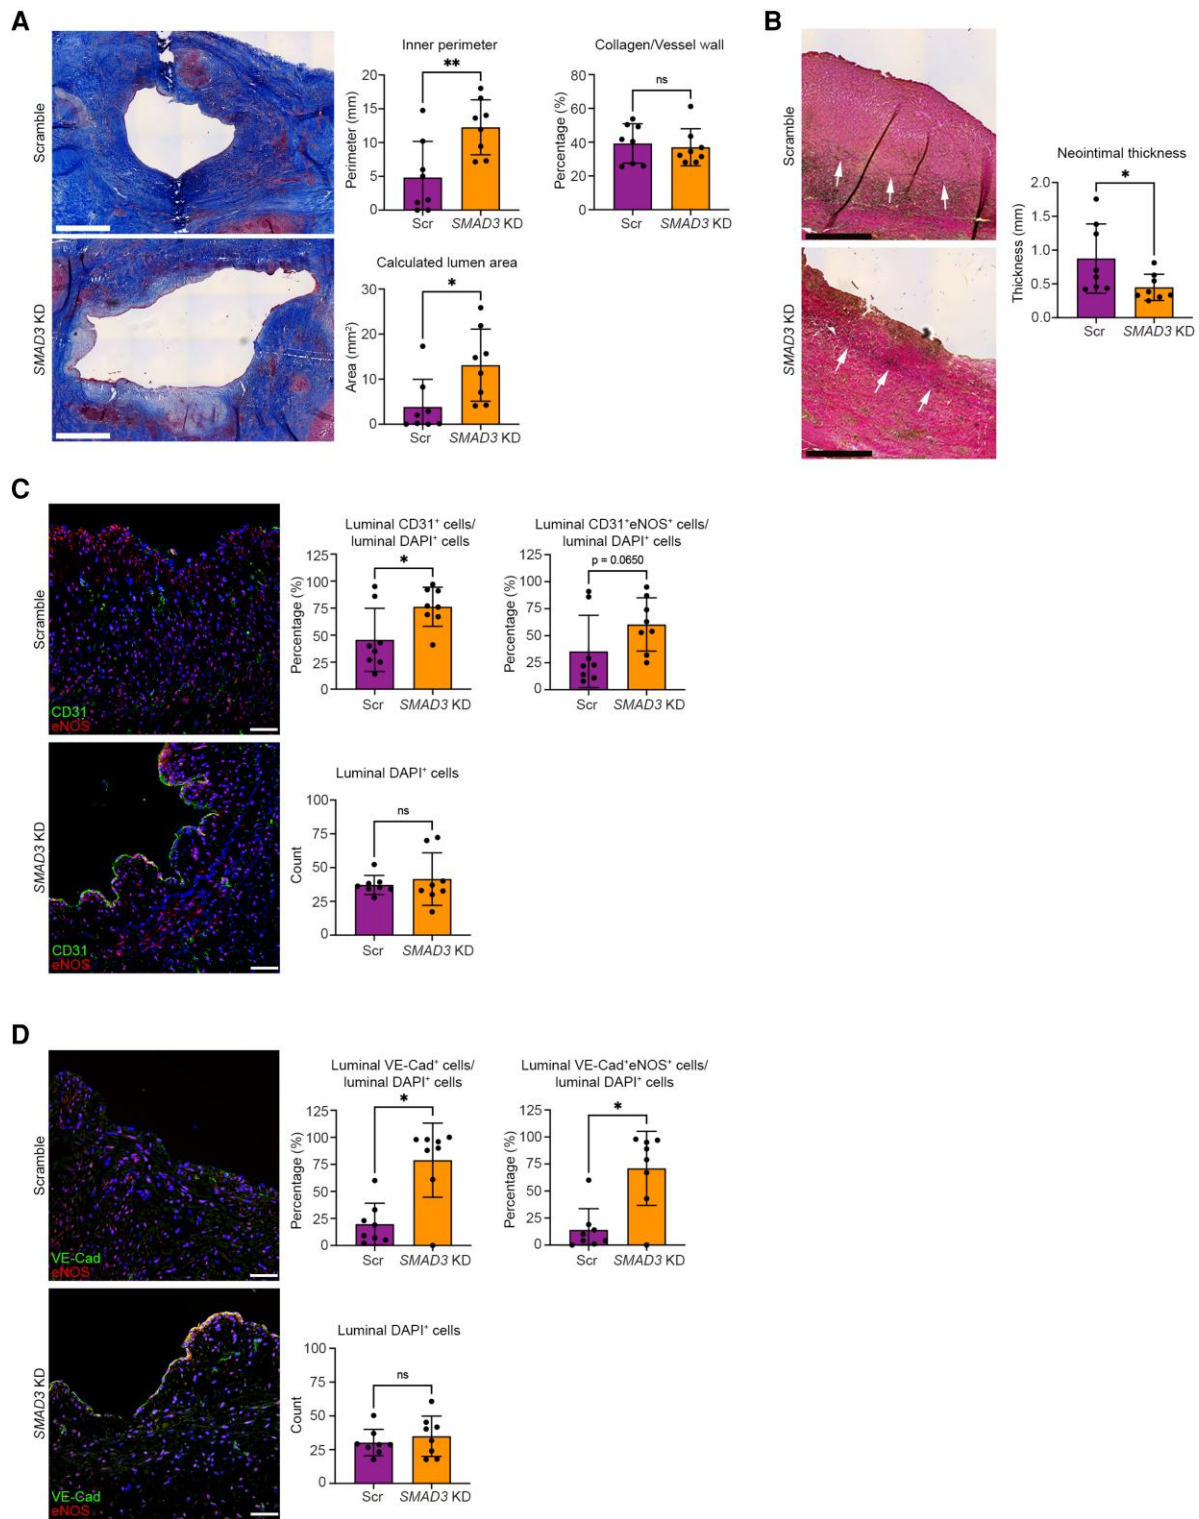 A
Scramble
SMAD3 KD
Inner perimeter
**
Perimeter (mm)
20
15
10
5
0
Scr
SMAD3 KD
Collagen/Vessel wall
ns
Percentage (%)
80
60
40
20
0
Scr
SMAD3 KD
Calculated lumen area
*
Area (mm²)
30
20
10
0
Scr
SMAD3 KD
B
Scramble
SMAD3 KD
Neointimal thickness
*
Thickness (mm)
2.0
1.5
1.0
0.5
0.0
Scr
SMAD3 KD
C
Scramble
CD31
eNOS
SMAD3 KD
CD31
eNOS
Luminal CD31⁺ cells/
luminal DAPI⁺ cells
*
Percentage (%)
125
100
75
50
25
0
Scr
SMAD3 KD
Luminal CD31⁺eNOS⁺ cells/
luminal DAPI⁺ cells
p = 0.0650
Percentage (%)
125
100
75
50
25
0
Scr
SMAD3 KD
Luminal DAPI⁺ cells
ns
Count
100
75
50
25
0
Scr
SMAD3 KD
D
Scramble
VE-Cad
eNOS
SMAD3 KD
VE-Cad
eNOS
Luminal VE-Cad⁺ cells/
luminal DAPI⁺ cells
*
Percentage (%)
125
100
75
50
25
0
Scr
SMAD3 KD
Luminal VE-Cad⁺eNOS⁺ cells/
luminal DAPI⁺ cells
*
Percentage (%)
125
100
75
50
25
0
Scr
SMAD3 KD
Luminal DAPI⁺ cells
ns
Count
100
75
50
25
0
Scr
SMAD3 KD